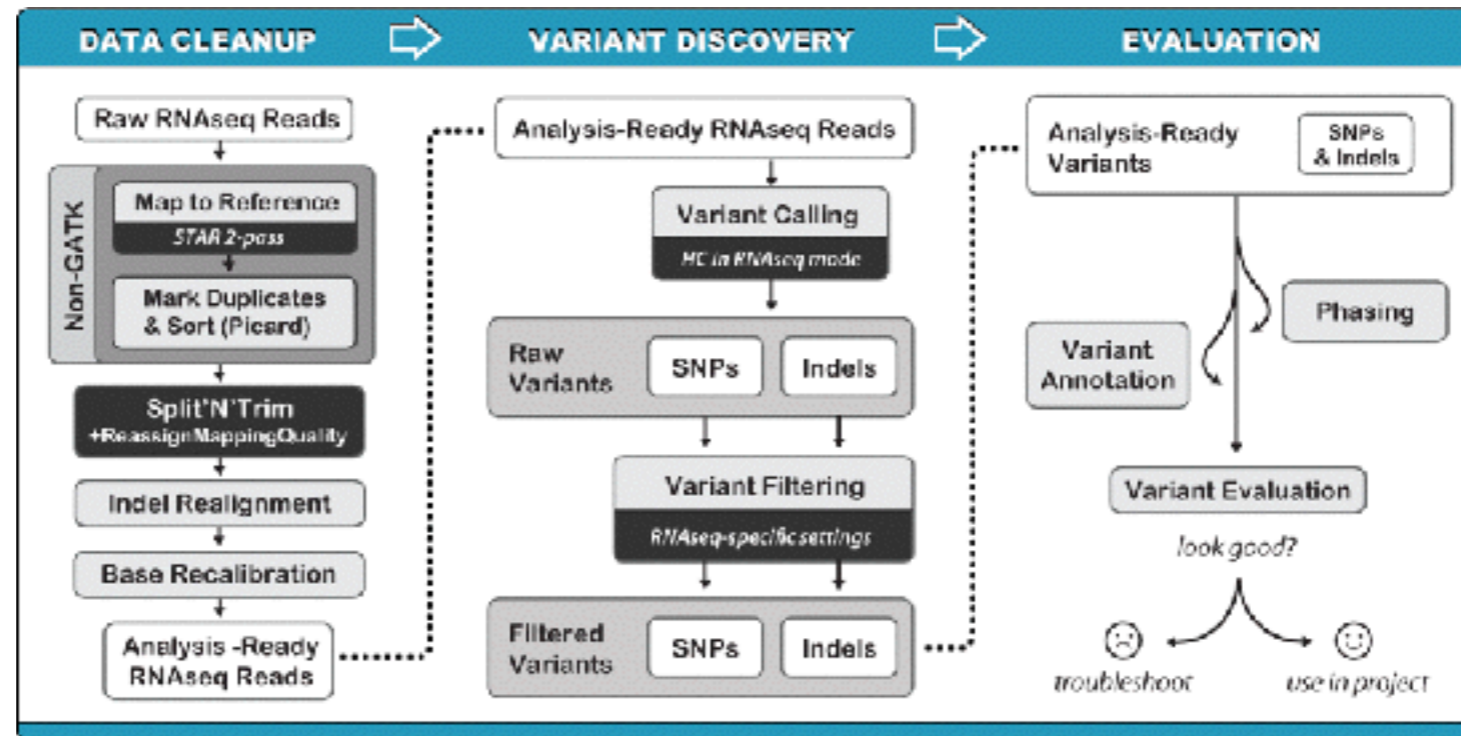 DATA CLEANUP
VARIANT DISCOVERY
EVALUATION
Raw RNAseq Reads
Non-GATK
Map to Reference
STAR 2-pass
Mark Duplicates
& Sort (Picard)
Split'N'Trim
+ReassignMappingQuality
Indel Realignment
Base Recalibration
Analysis -Ready
RNAseq Reads
Analysis-Ready RNAseq Reads
Variant Calling
HC in RNAseq mode
Raw
Variants
SNPs
Indels
Variant Filtering
RNAseq-specific settings
Filtered
Variants
SNPs
Indels
Analysis-Ready
Variants
SNPs
& Indels
Phasing
Variant
Annotation
Variant Evaluation
look good?
troubleshoot
use in project